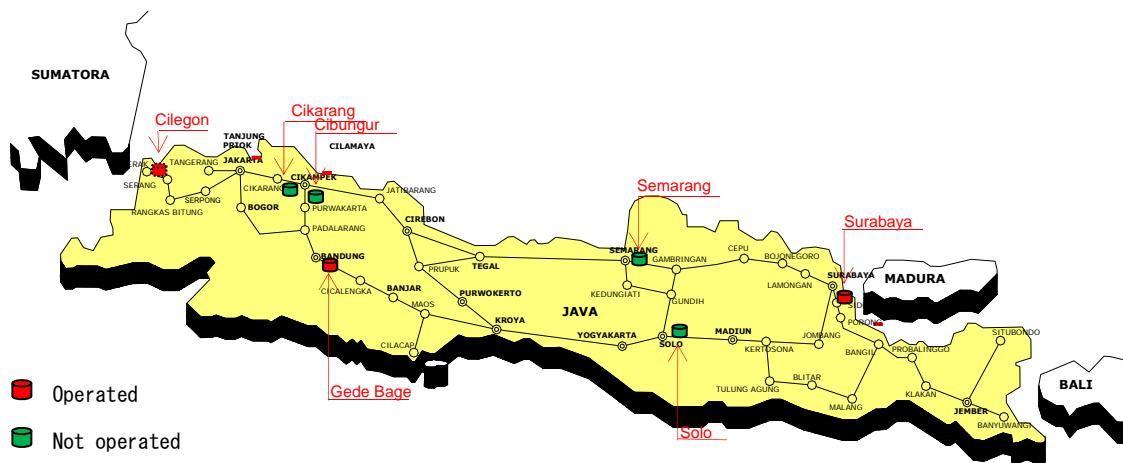 SUMATORA
Cilegon
Cikarang
Cibungur
TANJUNG
PRIOK
CILAMAYA
ERAK
TANGERANG
JAKARTA
SERANG
CIKARANG
CIKAMPEK
JATIBARANG
SERPONG
RANGKAS BITUNG
BOGOR
PURWAKARTA
PADALARANG
CIREBON
BANDUNG
CICALENGKA
PRUPUK
TEGAL
BANJAR
MAOS
PURWOKERTO
KROYA
CILACAP
Gede Bage
Semarang
SEMARANG
GAMBRINGAN
CEPU
BOJONEGORO
KEDUNGJATI
GUNDIH
LAMONGAN
Surabaya
SURABAYA
MADURA
SIDO
PORONG
JAVA
YOGYAKARTA
SOLO
MADIUN
KERTOSONA
JOMBANG
BANGIL
PROBALINGGO
SITUBONDO
TULUNG AGUNG
BLITAR
MALANG
KLAKAN
JEMBER
BANYUWANGI
BALI
Solo
Operated
Not operated